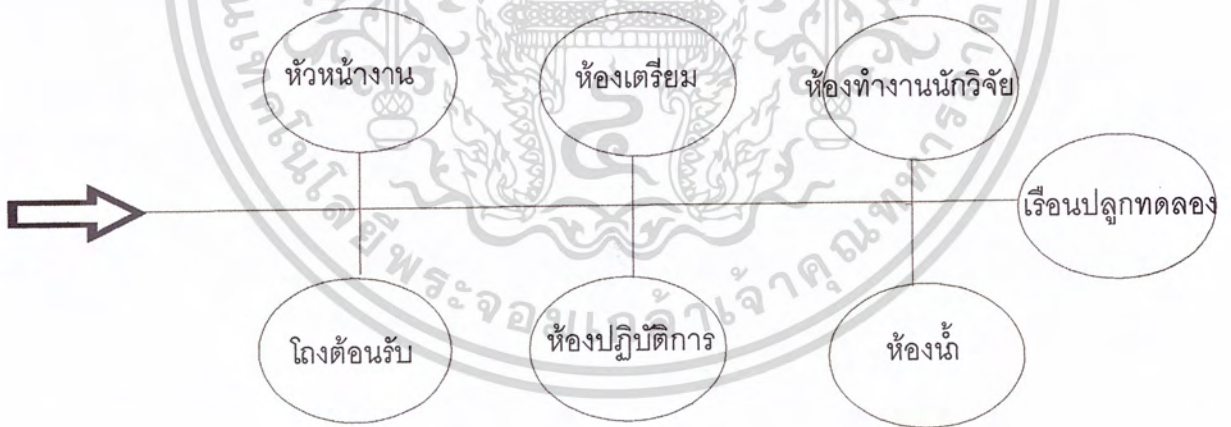 หัวหน้างาน
ห้องเตรียม
ห้องทำงานนักวิจัย
เรือนปลูกทดลอง
โถงต้อนรับ
ห้องปฏิบัติการ
ห้องน้ำ